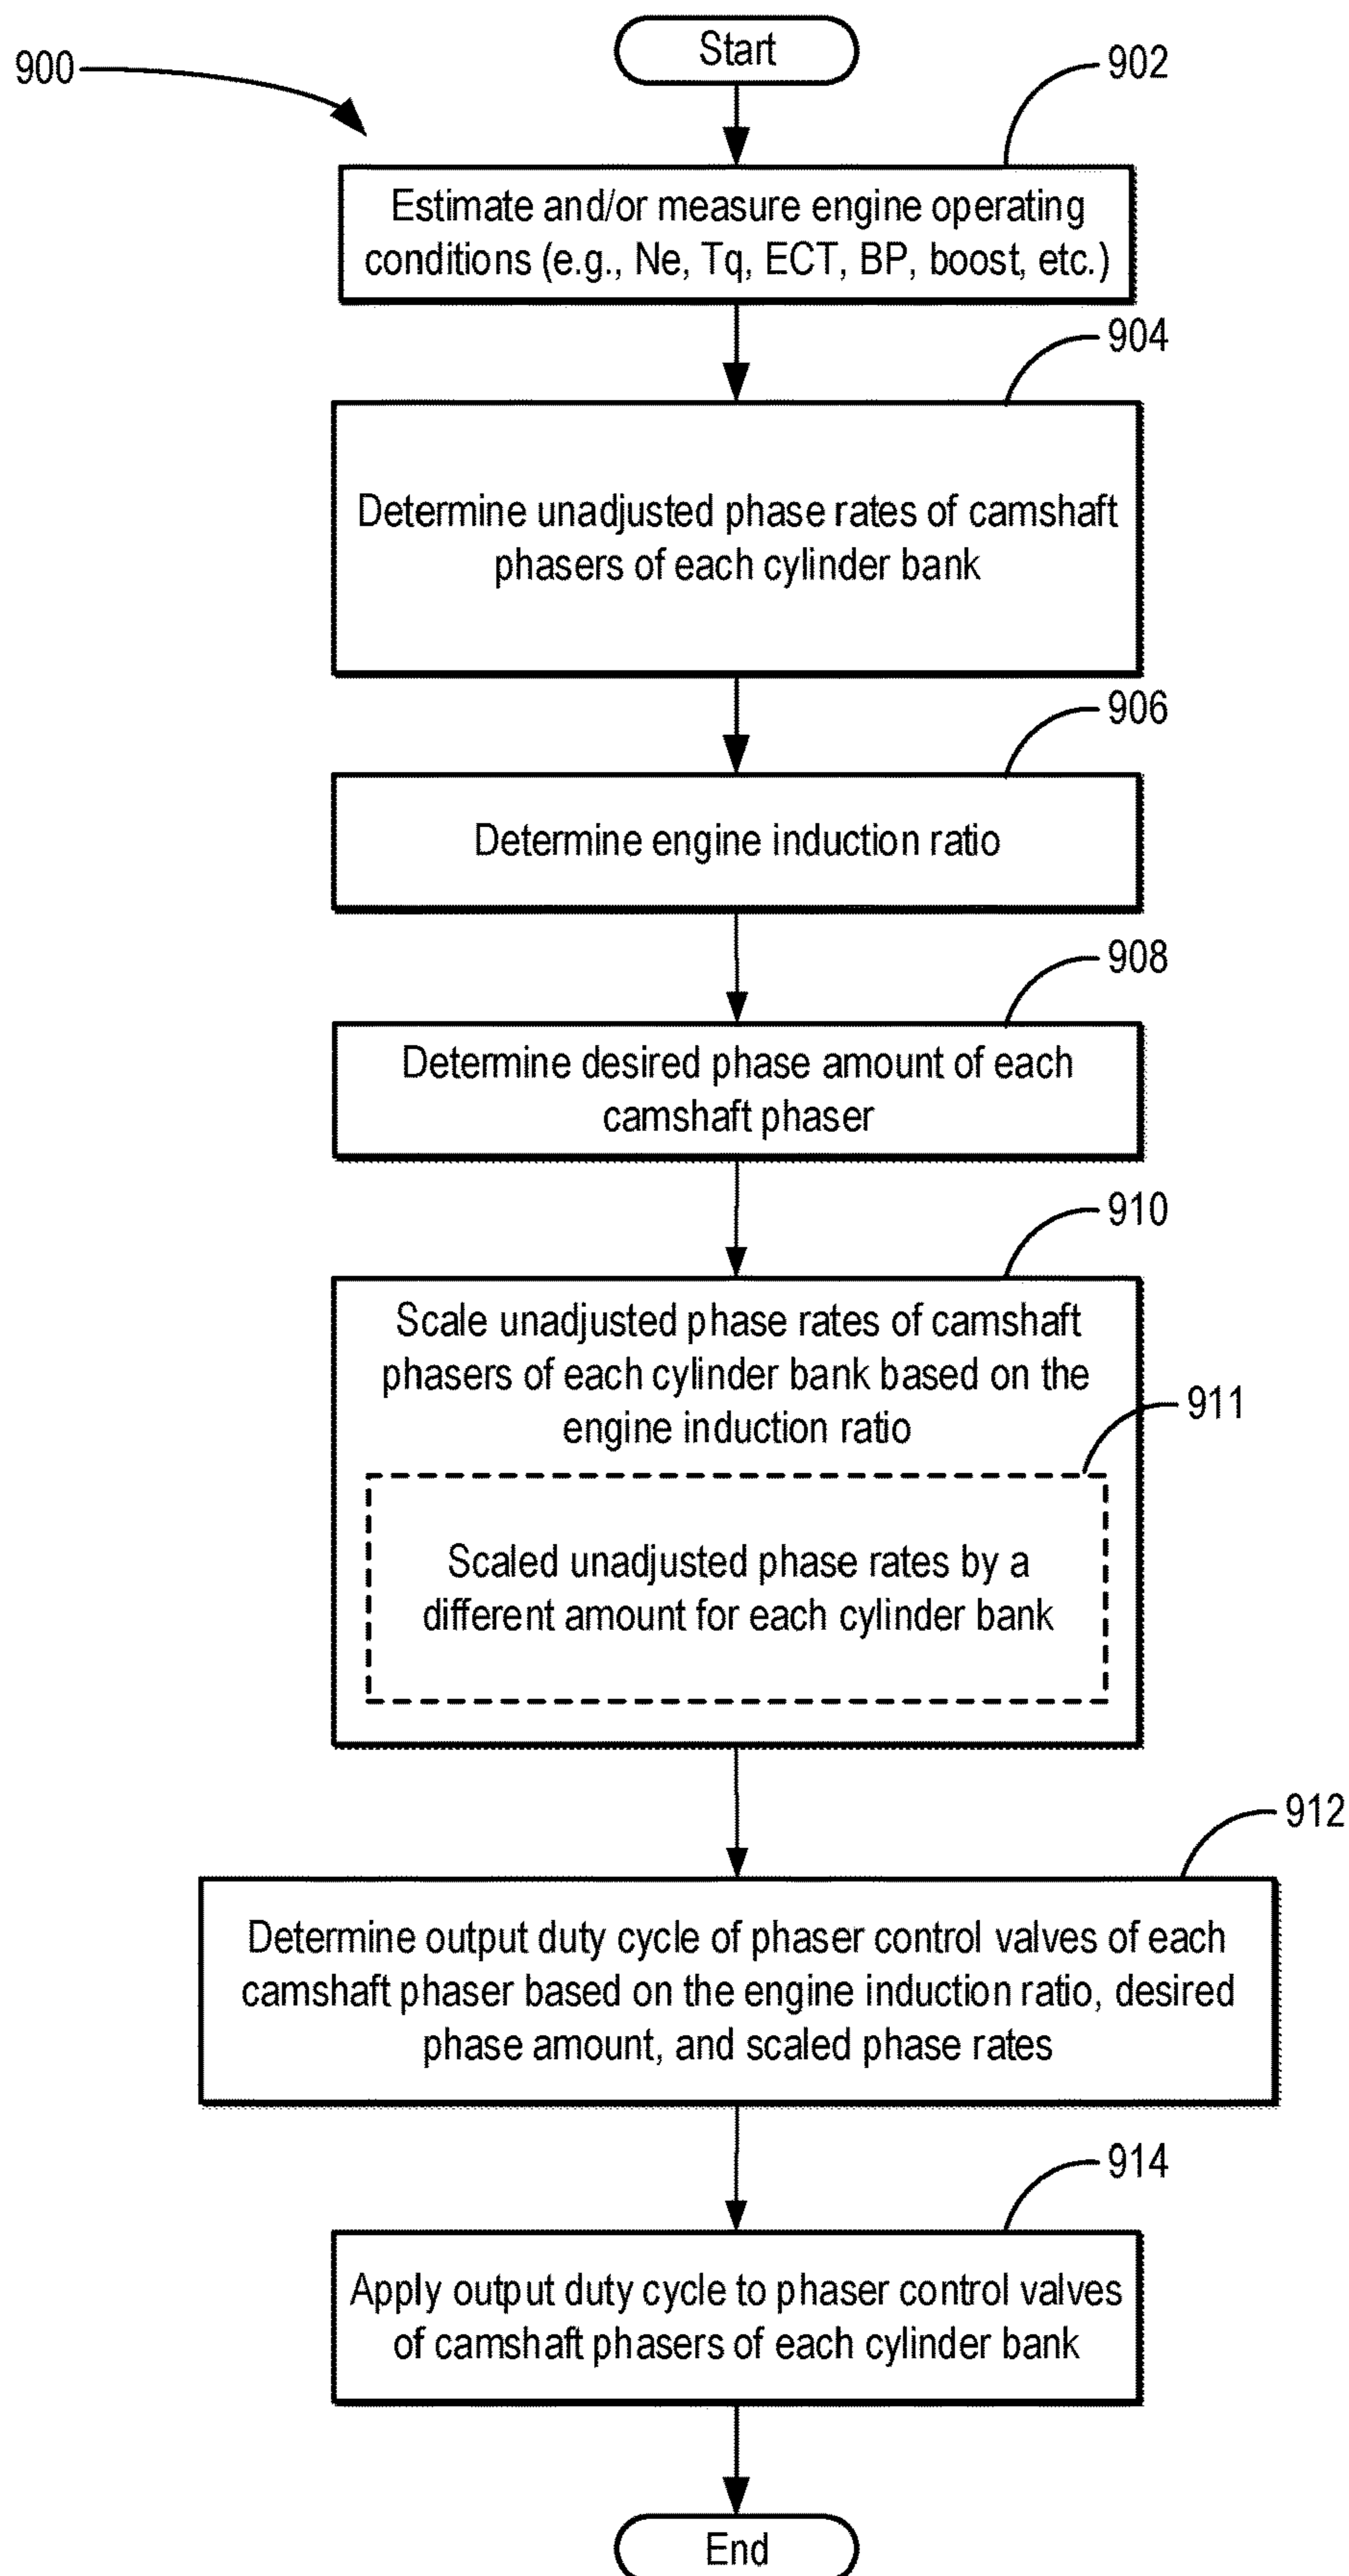 Start
900
902
Estimate and/or measure engine operating
conditions (e.g., Ne, Tq, ECT, BP, boost, etc.)
904
Determine unadjusted phase rates of camshaft
phasers of each cylinder bank
906
Determine engine induction ratio
908
Determine desired phase amount of each
camshaft phaser
910
Scale unadjusted phase rates of camshaft
phasers of each cylinder bank based on the
engine induction ratio
911
Scaled unadjusted phase rates by a
different amount for each cylinder bank
912
Determine output duty cycle of phaser control valves of each
camshaft phaser based on the engine induction ratio, desired
phase amount, and scaled phase rates
914
Apply output duty cycle to phaser control valves
of camshaft phasers of each cylinder bank
End